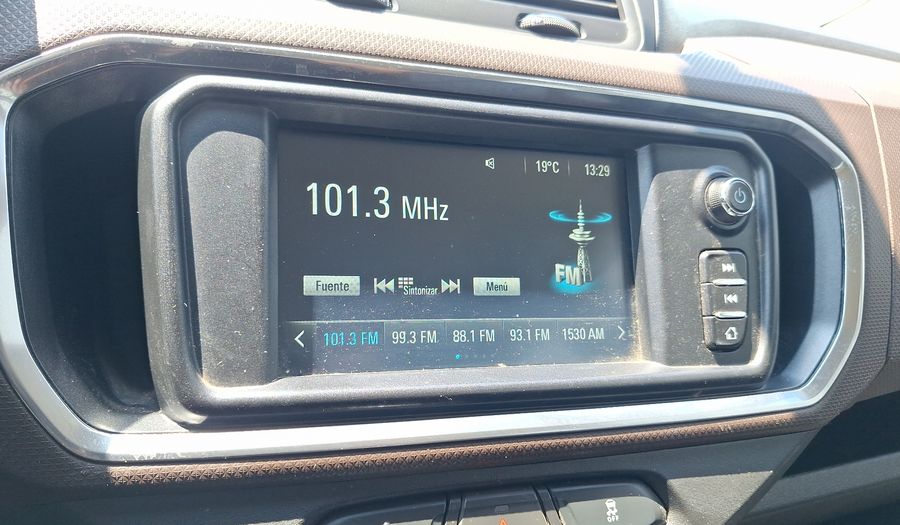 19°C 13:29
101.3 MHz
FM
Fuente Sintonizar Menú
101.3 FM 99.3 FM 88.1 FM 93.1 FM 1530 AM
OFF